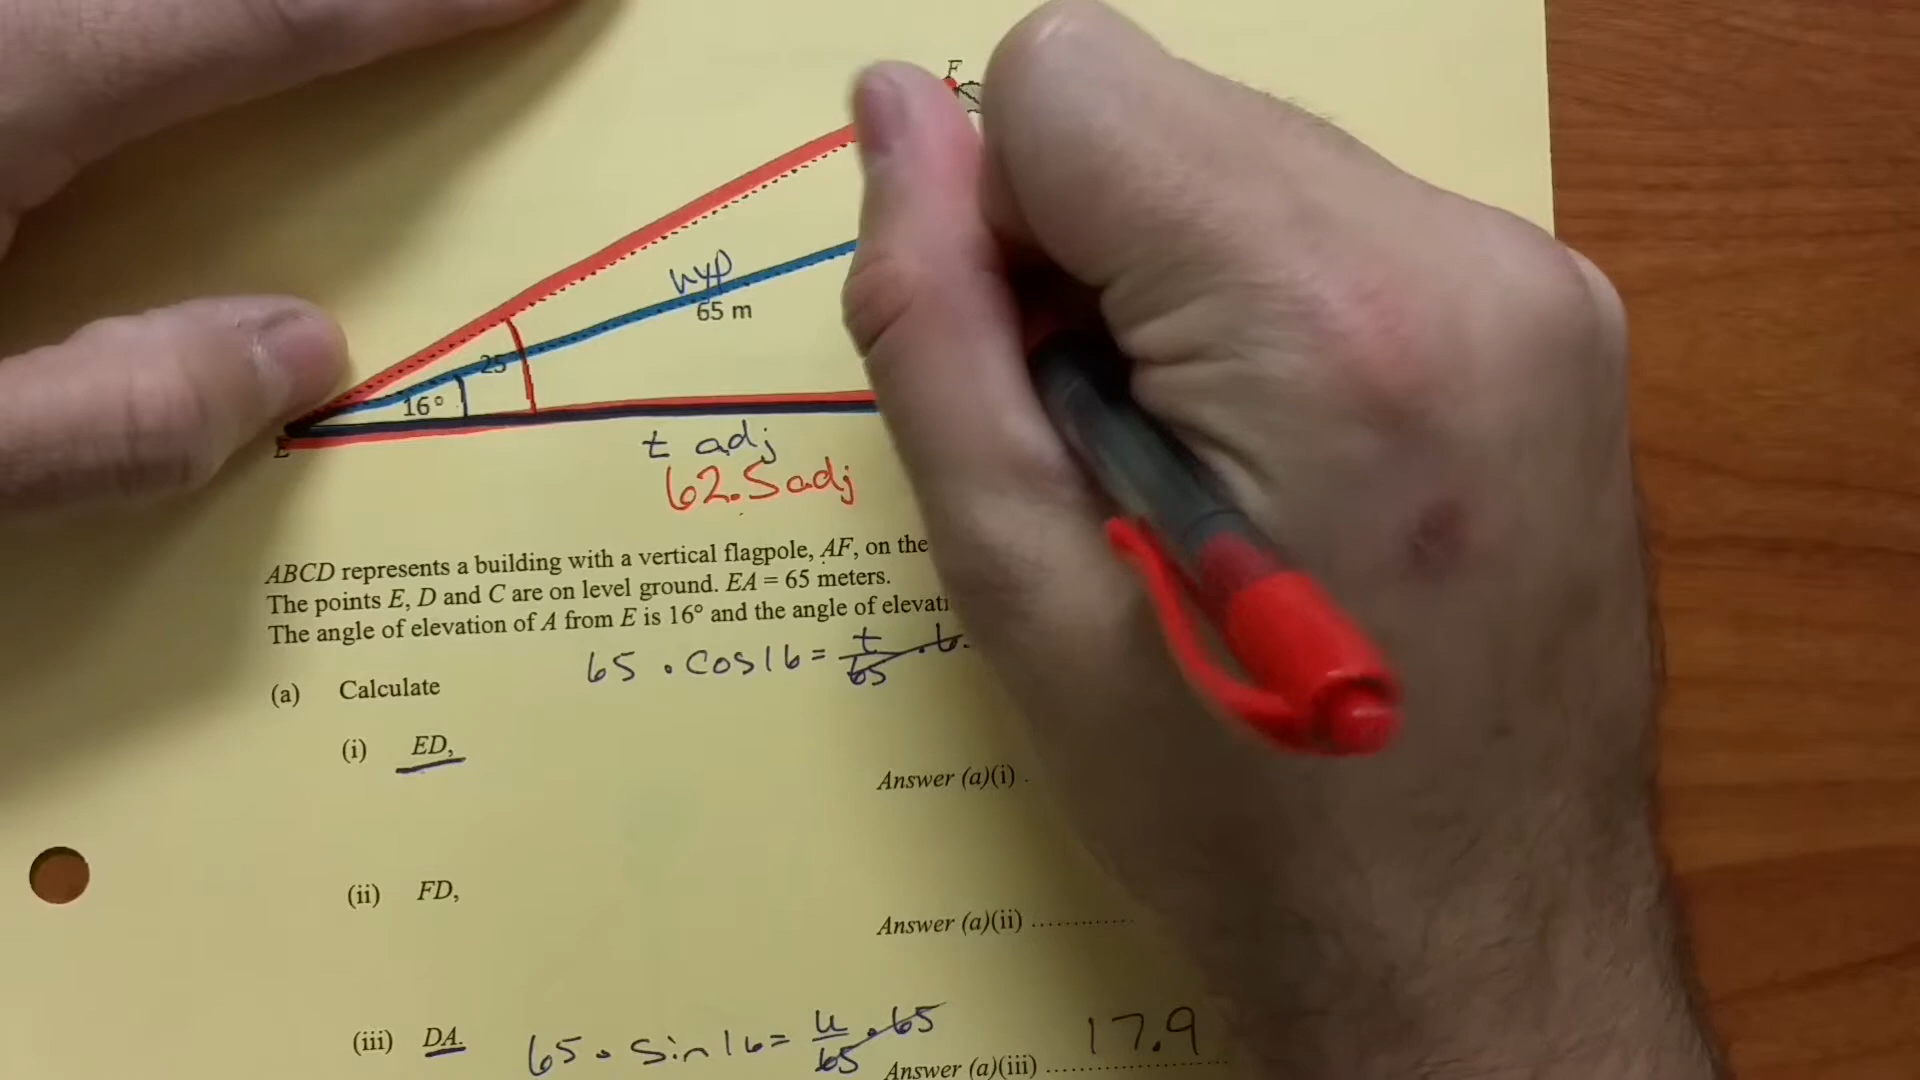 F
hyp
65 m
25
16°
E
t adj
62.5 adj
ABCD represents a building with a vertical flagpole, AF, on the
The points E, D and C are on level ground. EA = 65 meters.
The angle of elevation of A from E is 16° and the angle of elevati
65 . cos16 = t/65 . 6
(a) Calculate
(i) ED,
Answer (a)(i) .
(ii) FD,
Answer (a)(ii) ............
(iii) DA.
65 . sin 16 = u/65 . 65
17.9
Answer (a)(iii) ....................